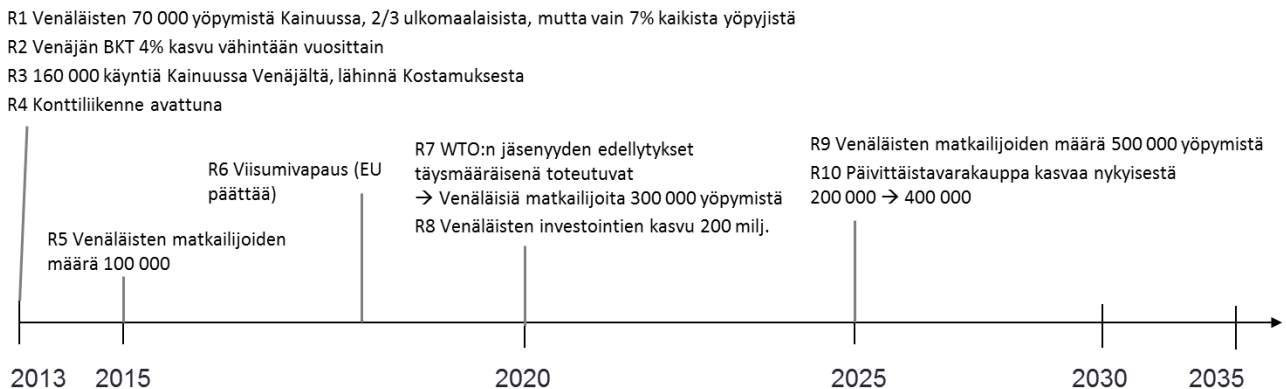 R1 Venäläisten 70 000 yöpymistä Kainuussa, 2/3 ulkomaalaisista, mutta vain 7% kaikista yöpyjistä
R2 Venäjän BKT 4% kasvu vähintään vuosittain
R3 160 000 käyntiä Kainuussa Venäjältä, lähinnä Kostamuksesta
R4 Konttiliikenne avattuna
R5 Venäläisten matkailijoiden
määrä 100 000
R6 Viisumivapaus (EU
päättää)
R7 WTO:n jäsenyyden edellytykset
täysmääräisenä toteutuvat
→ Venäläisiä matkailijoita 300 000 yöpymistä
R8 Venäläisten investointien kasvu 200 milj.
R9 Venäläisten matkailijoiden määrä 500 000 yöpymistä
R10 Päivittäistavarakauppa kasvaa nykyisestä
200 000 → 400 000
2013 2015 2020 2025 2030 2035